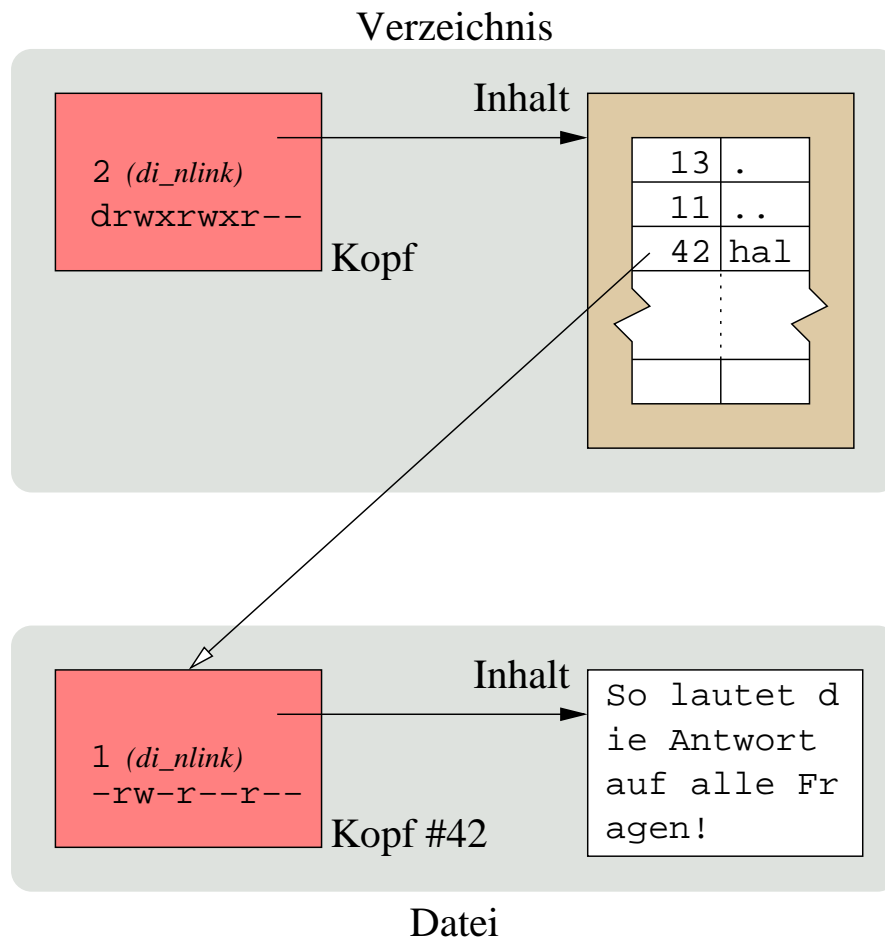 Verzeichnis
Inhalt
2 (di_nlink)
drwxrwxr--
Kopf
13 .
11 ..
42 hal
Inhalt
1 (di_nlink)
-rw-r--r--
Kopf #42
So lautet d
ie Antwort
auf alle Fr
agen!
Datei